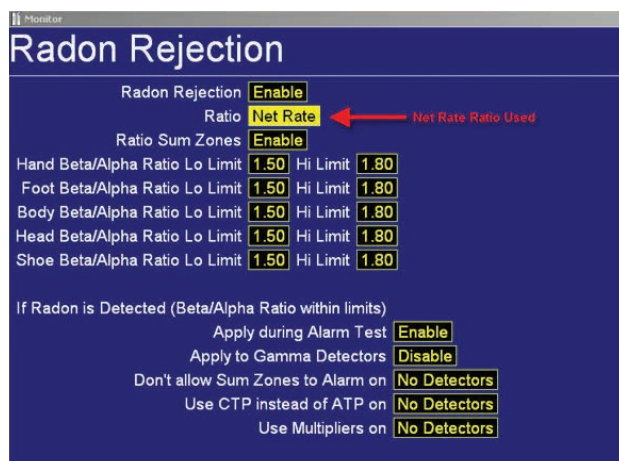 Monitor
Radon Rejection
Radon Rejection Enable
Ratio Net Rate Net Rate Ratio Used
Ratio Sum Zones Enable
Hand Beta/Alpha Ratio Lo Limit 1.50 Hi Limit 1.80
Foot Beta/Alpha Ratio Lo Limit 1.50 Hi Limit 1.80
Body Beta/Alpha Ratio Lo Limit 1.50 Hi Limit 1.80
Head Beta/Alpha Ratio Lo Limit 1.50 Hi Limit 1.80
Shoe Beta/Alpha Ratio Lo Limit 1.50 Hi Limit 1.80
If Radon is Detected (Beta/Alpha Ratio within limits)
Apply during Alarm Test Enable
Apply to Gamma Detectors Disable
Don't allow Sum Zones to Alarm on No Detectors
Use CTP instead of ATP on No Detectors
Use Multipliers on No Detectors